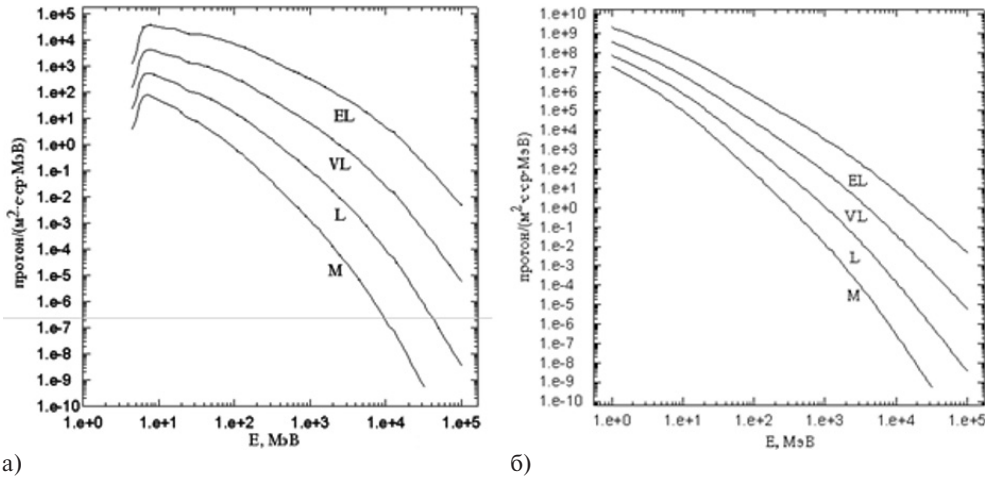 1.e+5
1.e+4
1.e+3
1.e+2
1.e+1
1.e+0
1.e-1
1.e-2
1.e-3
1.e-4
1.e-5
1.e-6
1.e-7
1.e-8
1.e-9
1.e-10
протон/(м²·с·ср·МэВ)
EL
VL
L
M
1.e+0 1.e+1 1.e+2 1.e+3 1.e+4 1.e+5
E, МэВ
а)
1.e+10
1.e+9
1.e+8
1.e+7
1.e+6
1.e+5
1.e+4
1.e+3
1.e+2
1.e+1
1.e+0
1.e-1
1.e-2
1.e-3
1.e-4
1.e-5
1.e-6
1.e-7
1.e-8
1.e-9
1.e-10
протон/(м²·с·ср·МэВ)
EL
VL
L
M
1.e+0 1.e+1 1.e+2 1.e+3 1.e+4 1.e+5
E, МэВ
б)